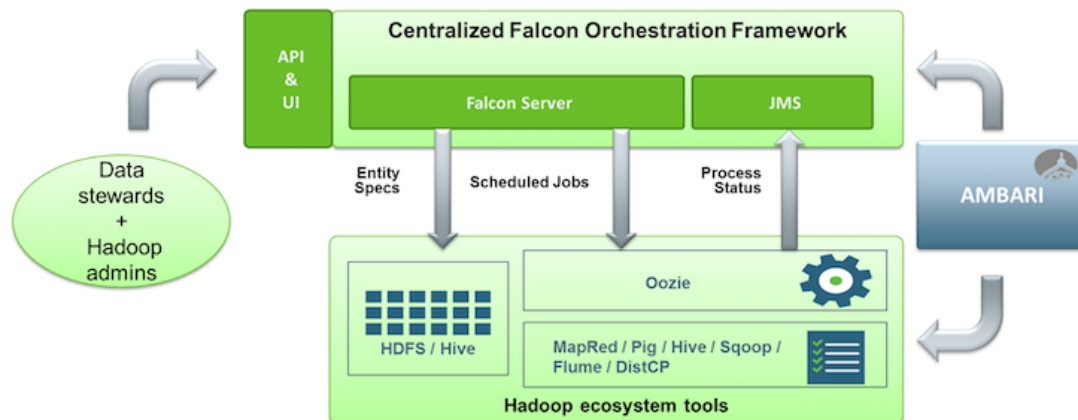 Centralized Falcon Orchestration Framework
API
&
UI
Falcon Server
JMS
Data
stewards
+
Hadoop
admins
Entity
Specs
Scheduled Jobs
Process
Status
AMBARI
Oozie
HDFS / Hive
MapRed / Pig / Hive / Sqoop /
Flume / DistCP
Hadoop ecosystem tools